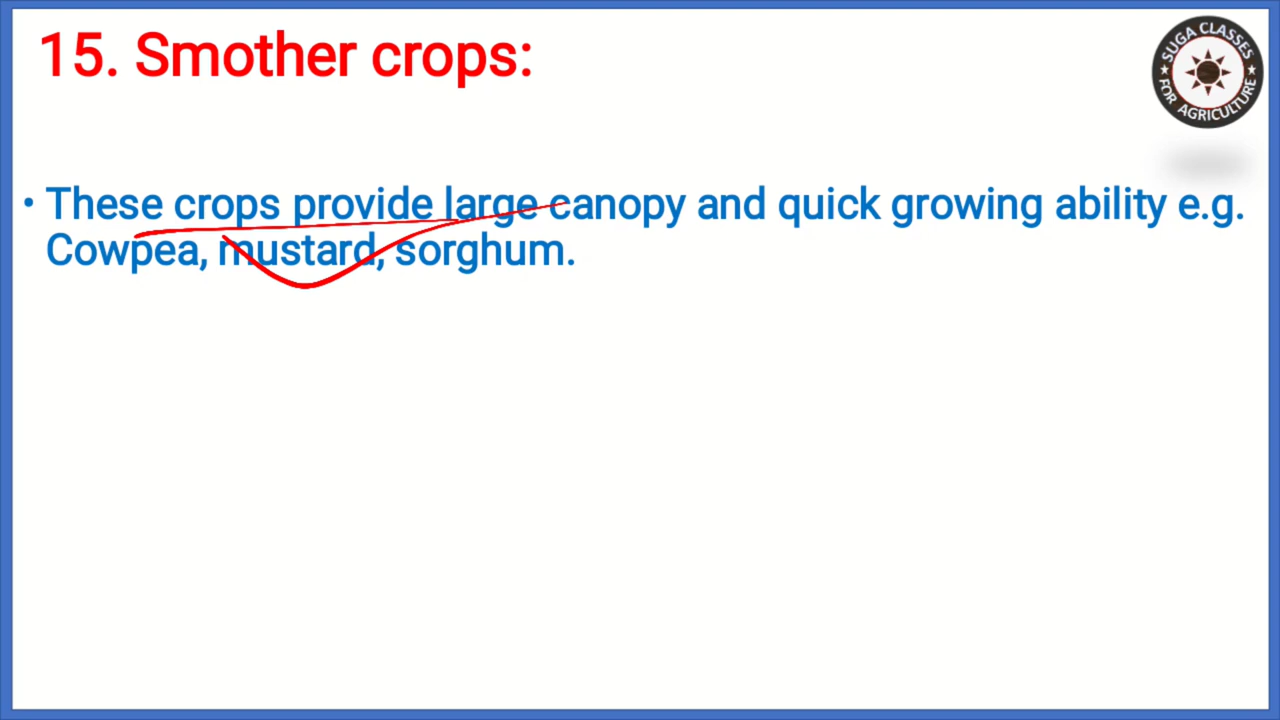 15. Smother crops:
SUGA CLASSES
FOR AGRICULTURE
• These crops provide large canopy and quick growing ability e.g.
Cowpea, mustard, sorghum.